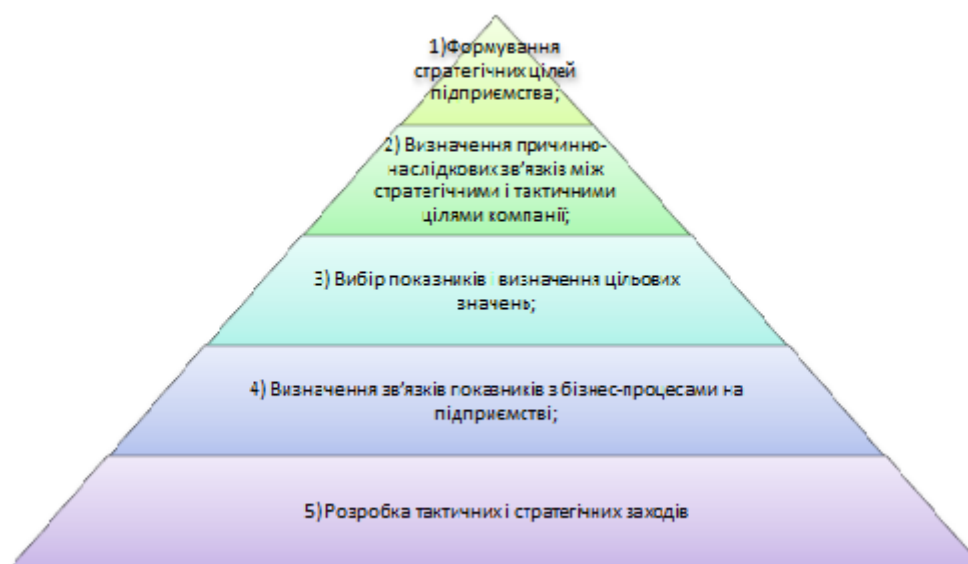 1)Формування
стратегічних цілей
підприємства;
2) Визначення причинно-
наслідкових зв'язків між
стратегічними і тактичними
цілями компанії;
3) Вибір показників і визначення цільових
значень;
4) Визначення зв'язків показників з бізнес-процесами на
підприємстві;
5) Розробка тактичних і стратегічних заходів